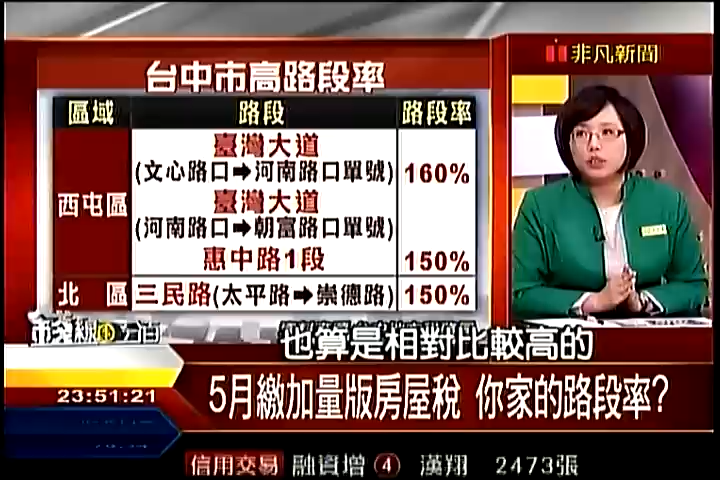 非凡新聞
台中市高路段率
區域 路段 路段率
臺灣大道
(文心路口➡河南路口單號) 160%
西屯區
臺灣大道
(河南路口➡朝富路口單號)
惠中路1段 150%
北 區 三民路(太平路➡崇德路) 150%
也算是相對比較高的
23:51:21
5月繳加量版房屋稅 你家的路段率?
信用交易 融資增 4 漢翔 2473張